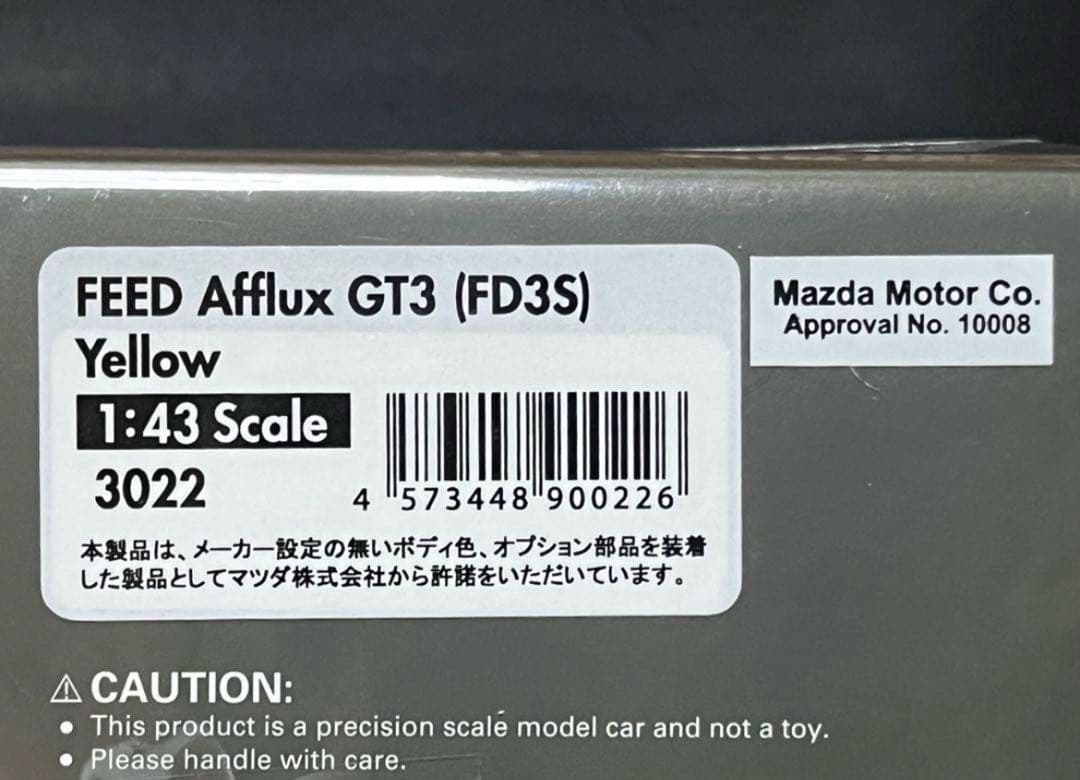 FEED Afflux GT3 (FD3S)
Yellow
1:43 Scale
3022
4 573448 900226
本製品は、メーカー設定の無いボディ色、オプション部品を装着
した製品としてマツダ株式会社から許諾をいただいています。
Mazda Motor Co.
Approval No. 10008
⚠ CAUTION:
• This product is a precision scale model car and not a toy.
• Please handle with care.